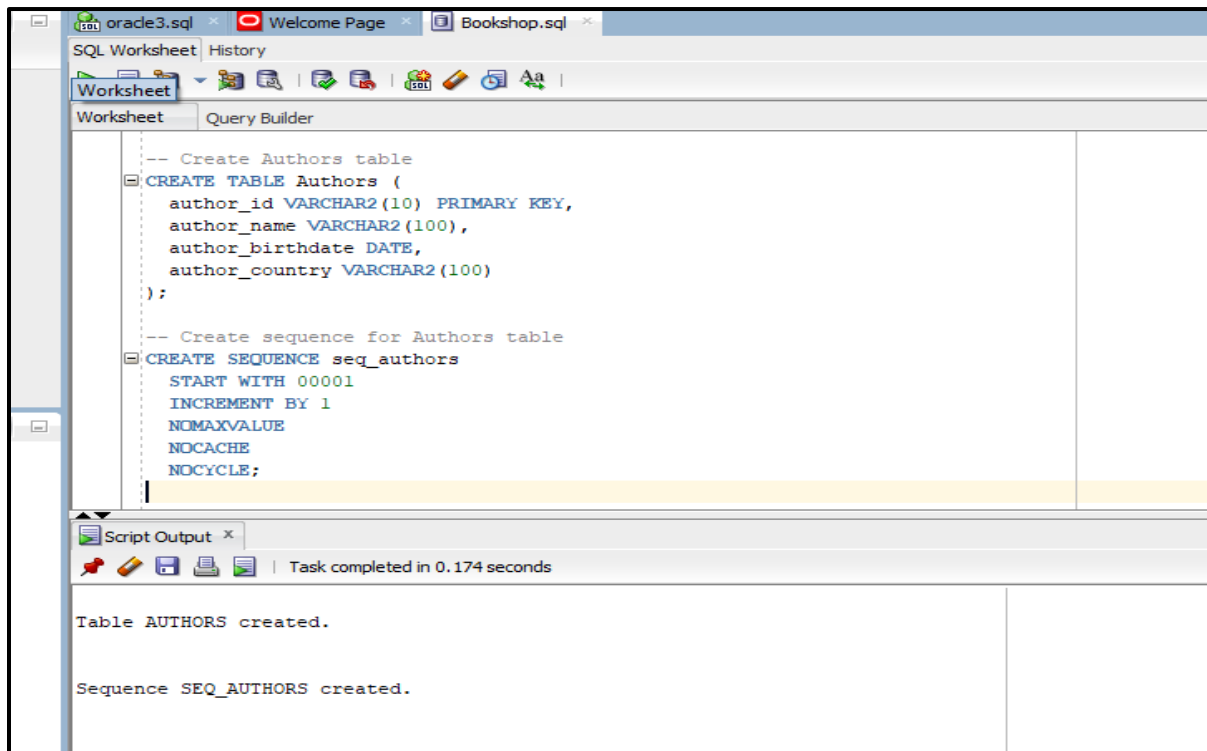 oracle3.sql × Welcome Page × Bookshop.sql ×
SQL Worksheet History
Worksheet
Worksheet Query Builder
-- Create Authors table
CREATE TABLE Authors (
author_id VARCHAR2(10) PRIMARY KEY,
author_name VARCHAR2(100),
author_birthdate DATE,
author_country VARCHAR2(100)
);
-- Create sequence for Authors table
CREATE SEQUENCE seq_authors
START WITH 00001
INCREMENT BY 1
NOMAXVALUE
NOCACHE
NOCYCLE;
Script Output ×
Task completed in 0.174 seconds
Table AUTHORS created.
Sequence SEQ_AUTHORS created.